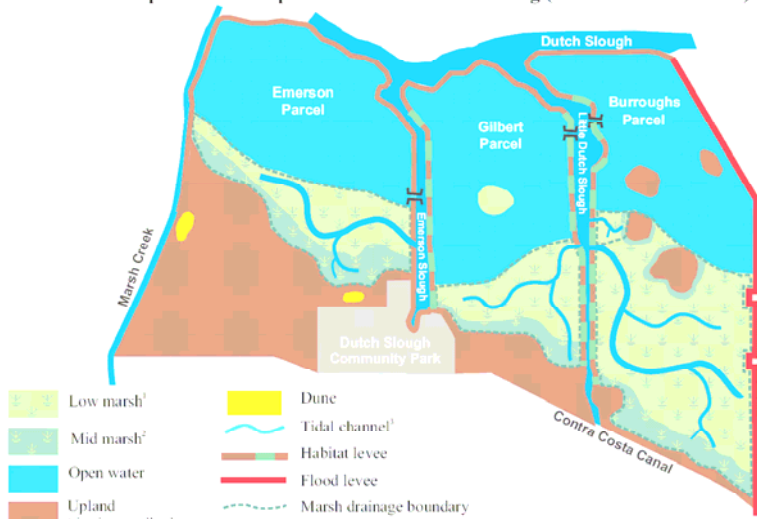 Dutch Slough
Emerson
Parcel
Gilbert
Parcel
Burroughs
Parcel
Little Dutch Slough
Emerson Slough
Marsh Creek
Dutch Slough
Community Park
Contra Costa Canal
Low marsh¹
Mid marsh²
Open water
Upland
Dune
Tidal channel³
Habitat levee
Flood levee
Marsh drainage boundary